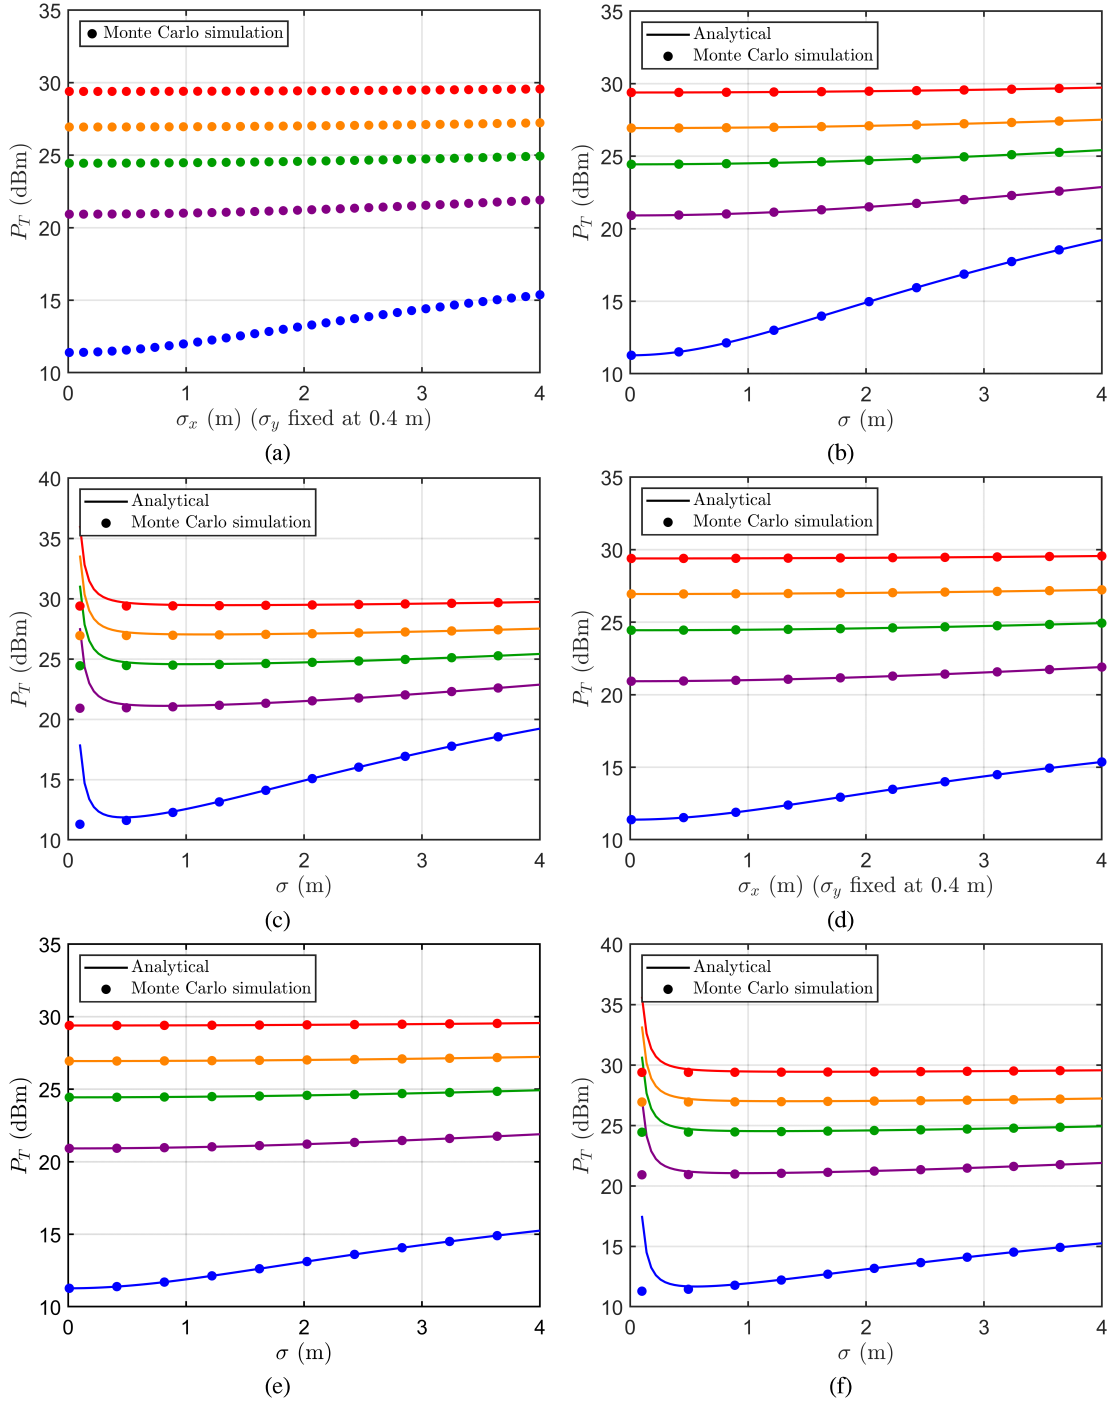 35
30
25
20
15
10
P_T (dBm)
Monte Carlo simulation
0 1 2 3 4
σ_x (m) (σ_y fixed at 0.4 m)
(a)
35
30
25
20
15
10
P_T (dBm)
Analytical
Monte Carlo simulation
0 1 2 3 4
σ (m)
(b)
40
35
30
25
20
15
10
P_T (dBm)
Analytical
Monte Carlo simulation
0 1 2 3 4
σ (m)
(c)
35
30
25
20
15
10
P_T (dBm)
Analytical
Monte Carlo simulation
0 1 2 3 4
σ_x (m) (σ_y fixed at 0.4 m)
(d)
35
30
25
20
15
10
P_T (dBm)
Analytical
Monte Carlo simulation
0 1 2 3 4
σ (m)
(e)
40
35
30
25
20
15
10
P_T (dBm)
Analytical
Monte Carlo simulation
0 1 2 3 4
σ (m)
(f)